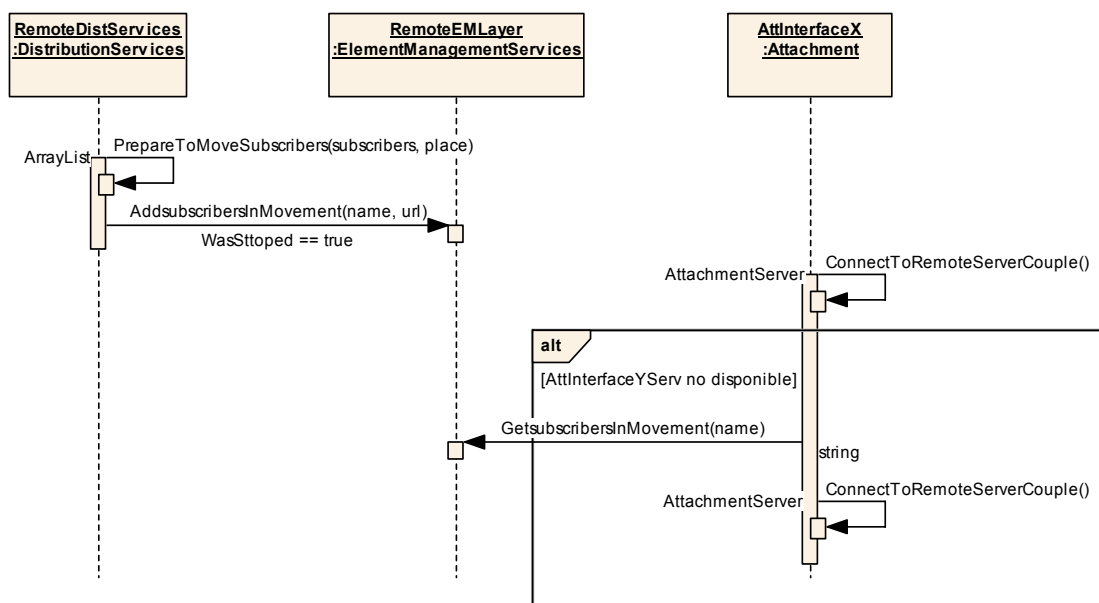 RemoteDistServices
:DistributionServices
RemoteEMLayer
:ElementManagementServices
AttInterfaceX
:Attachment
PrepareToMoveSubscribers(subscribers, place)
ArrayList
AddsubscribersInMovement(name, url)
WasSttoped == true
ConnectToRemoteServerCouple()
AttachmentServer
alt
[AttInterfaceYServ no disponible]
GetsubscribersInMovement(name)
string
ConnectToRemoteServerCouple()
AttachmentServer